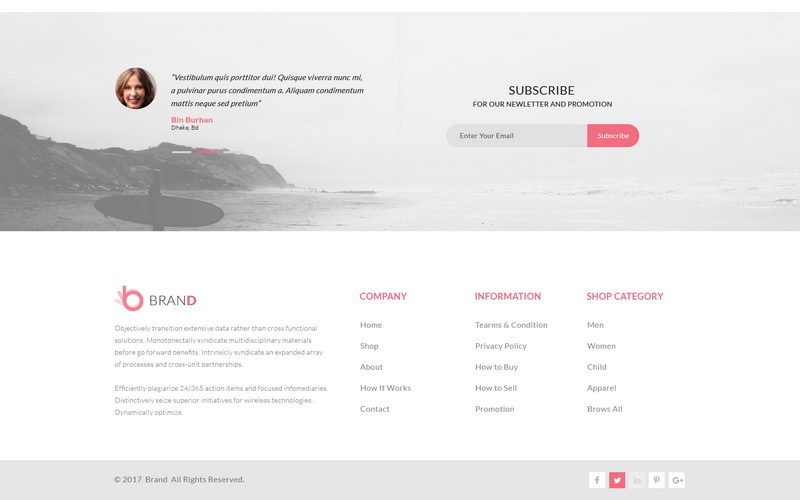 “Vestibulum quis porttitor dui! Quisque viverra nunc mi,
a pulvinar purus condimentum a. Aliquam condimentum
mattis neque sed pretium”
Bin Burhan
Dhaka, Bd
SUBSCRIBE
FOR OUR NEWLETTER AND PROMOTION
Enter Your Email
Subscribe
BRAND
Objectively transition extensive data rather than cross functional
solutions. Monotonectally syndicate multidisciplinary materials
before go forward benefits. Intrinsicly syndicate an expanded array
of processes and cross-unit partnerships.
Efficiently plagiarize 24/365 action items and focused infomediaries.
Distinctively seize superior initiatives for wireless technologies.
Dynamically optimize.
COMPANY
Home
Shop
About
How It Works
Contact
INFORMATION
Tearms & Condition
Privacy Policy
How to Buy
How to Sell
Promotion
SHOP CATEGORY
Men
Women
Child
Apparel
Brows All
© 2017 Brand All Rights Reserved.